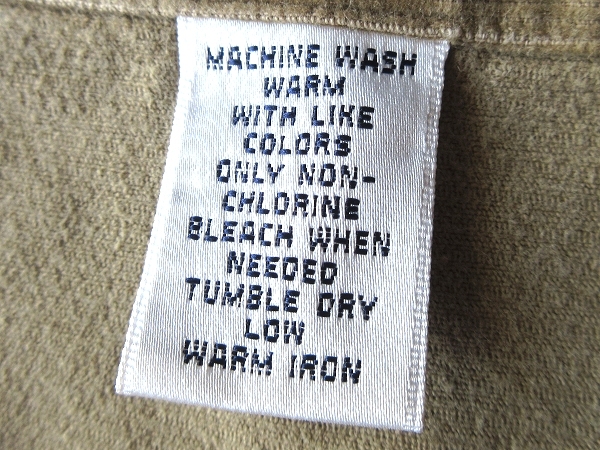 MACHINE WASH
WARM
WITH LIKE
COLORS
ONLY NON-
CHLORINE
BLEACH WHEN
NEEDED
TUMBLE DRY
LOW
WARM IRON